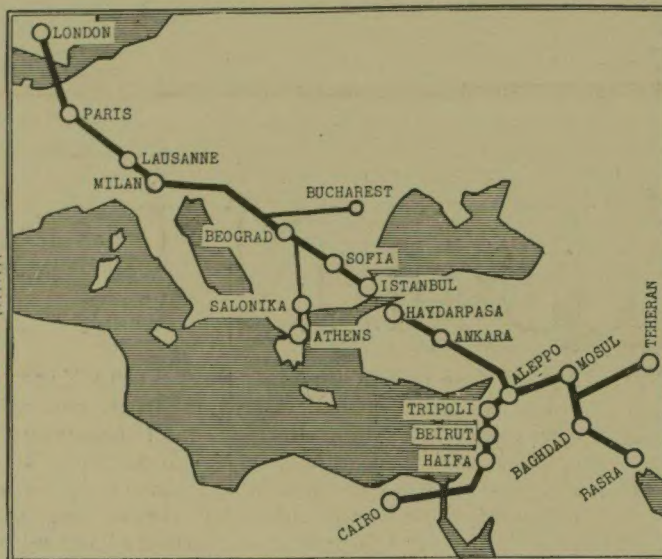 LONDON
PARIS
LAUSANNE
MILAN
BUCHAREST
BEOGRAD
SOFIA
ISTANBUL
SALONIKA
HAYDARPASA
ATHENS
ANKARA
TEHERAN
ALEPPO
MOSUL
TRIPOLI
BEIRUT
HAIFA
BAGHDAD
BASRA
CAIRO